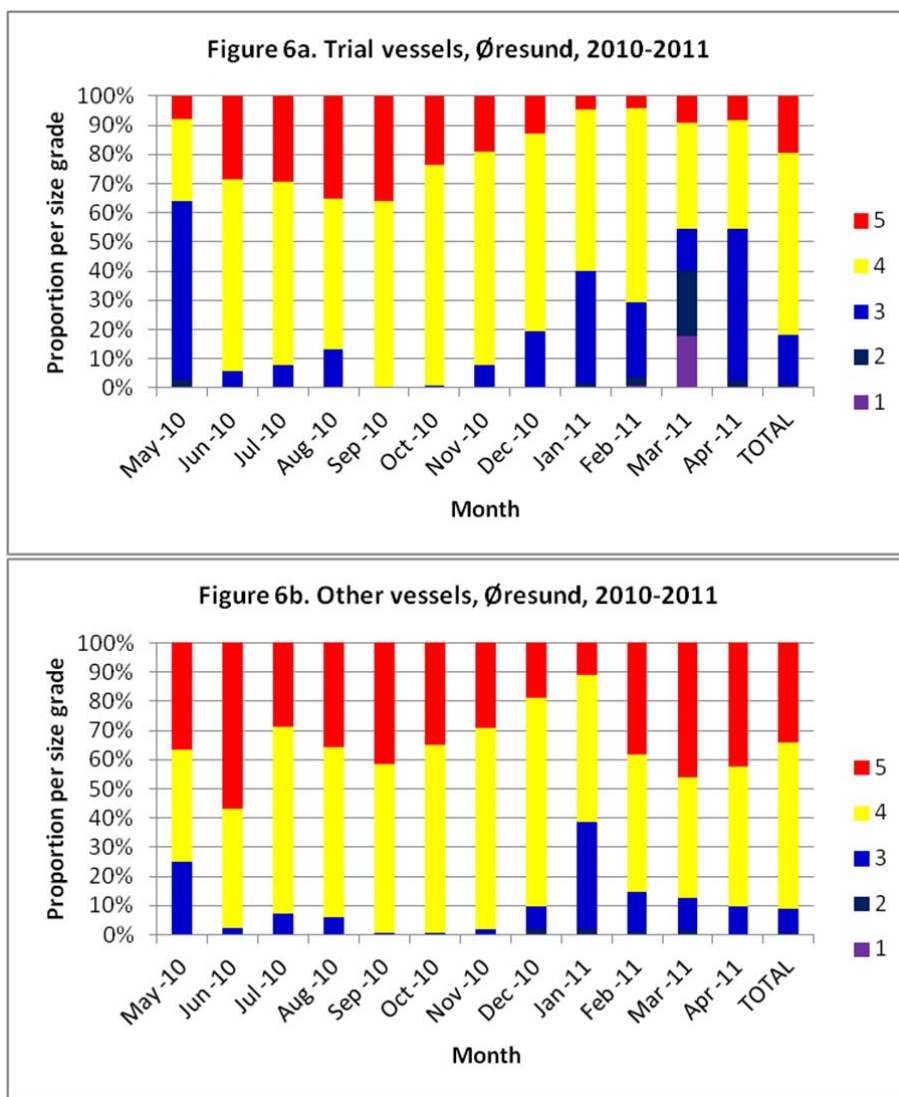 Figure 6a. Trial vessels, Øresund, 2010-2011
Proportion per size grade
100%
90%
80%
70%
60%
50%
40%
30%
20%
10%
0%
May -10
Jun -10
Jul -10
Aug -10
Sep -10
Oct -10
Nov -10
Dec -10
Jan -11
Feb -11
Mar -11
Apr -11
TOTAL
Month
5
4
3
2
1
Figure 6b. Other vessels, Øresund, 2010-2011
Proportion per size grade
100%
90%
80%
70%
60%
50%
40%
30%
20%
10%
0%
May -10
Jun -10
Jul -10
Aug -10
Sep -10
Oct -10
Nov -10
Dec -10
Jan -11
Feb -11
Mar -11
Apr -11
TOTAL
Month
5
4
3
2
1